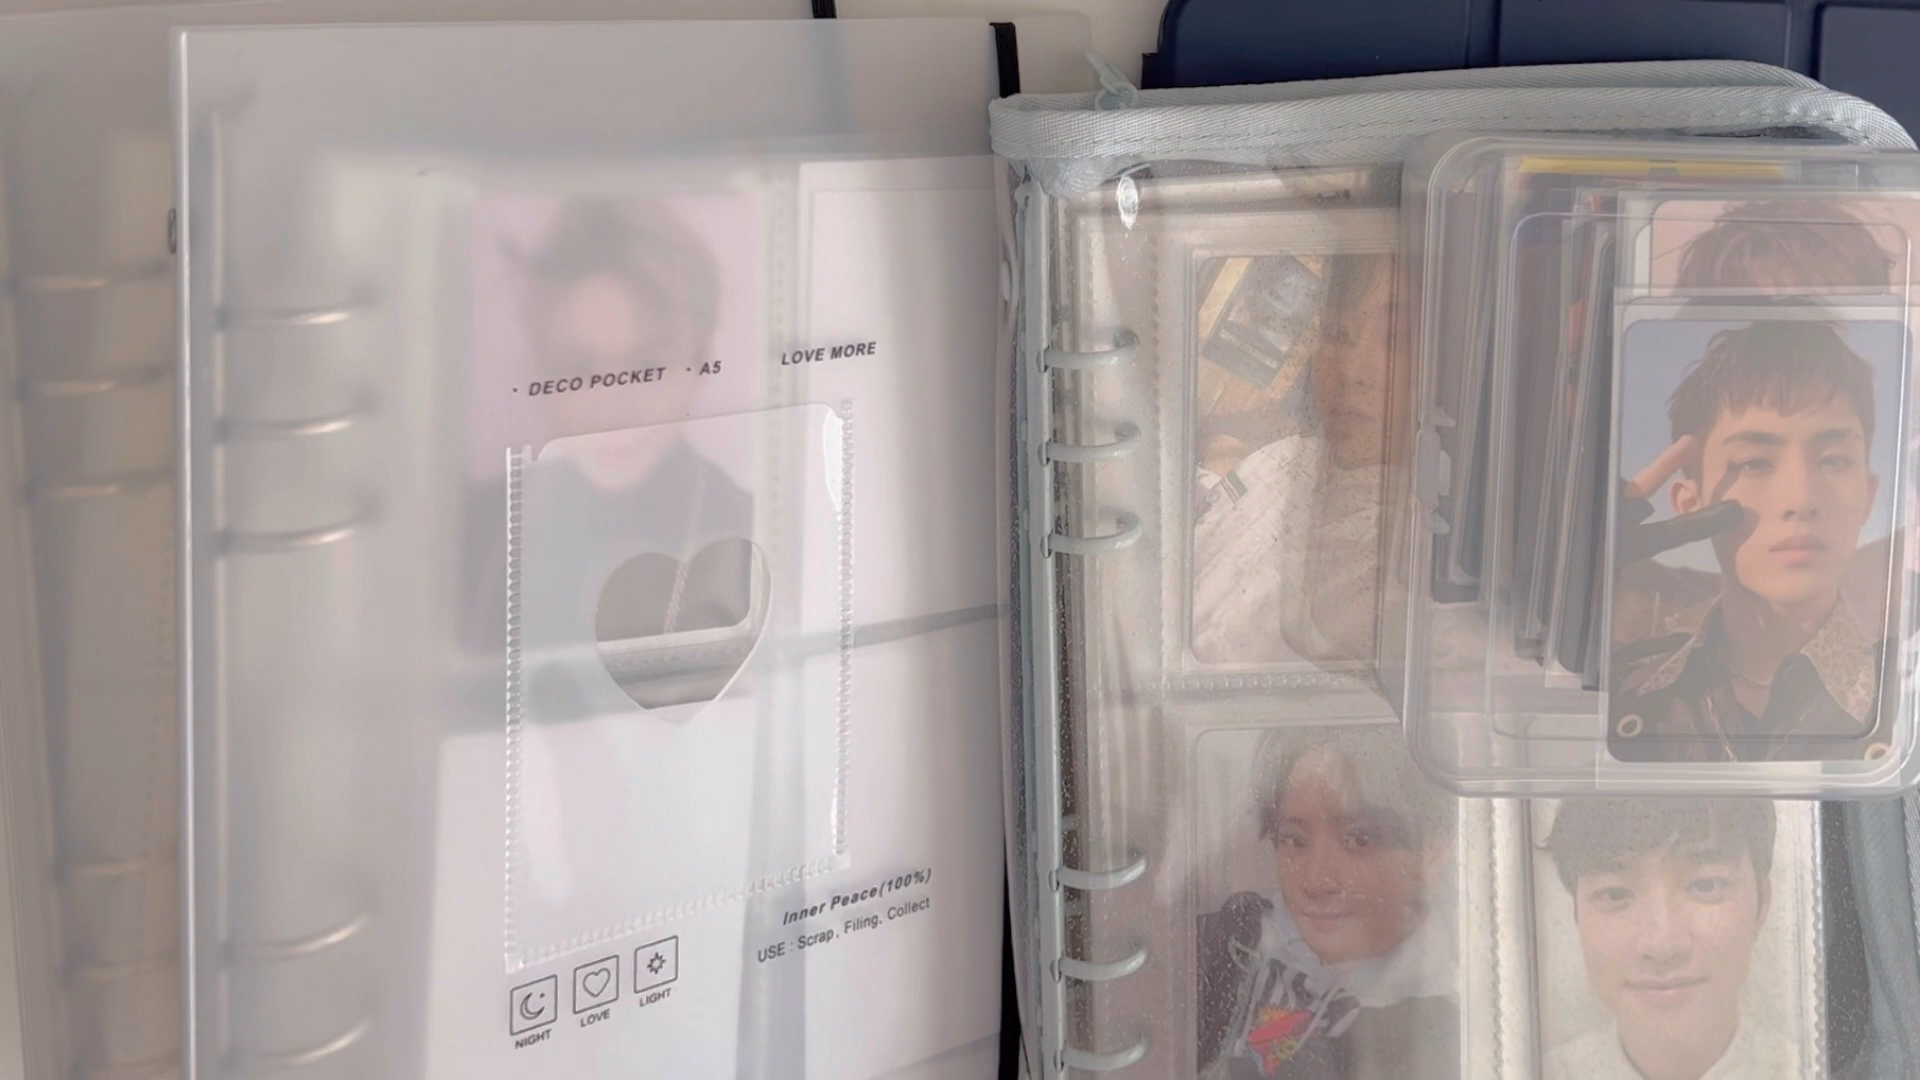 · DECO POCKET · A5
LOVE MORE
Inner Peace(100%)
USE : Scrap, Filing, Collect
NIGHT
LOVE
LIGHT